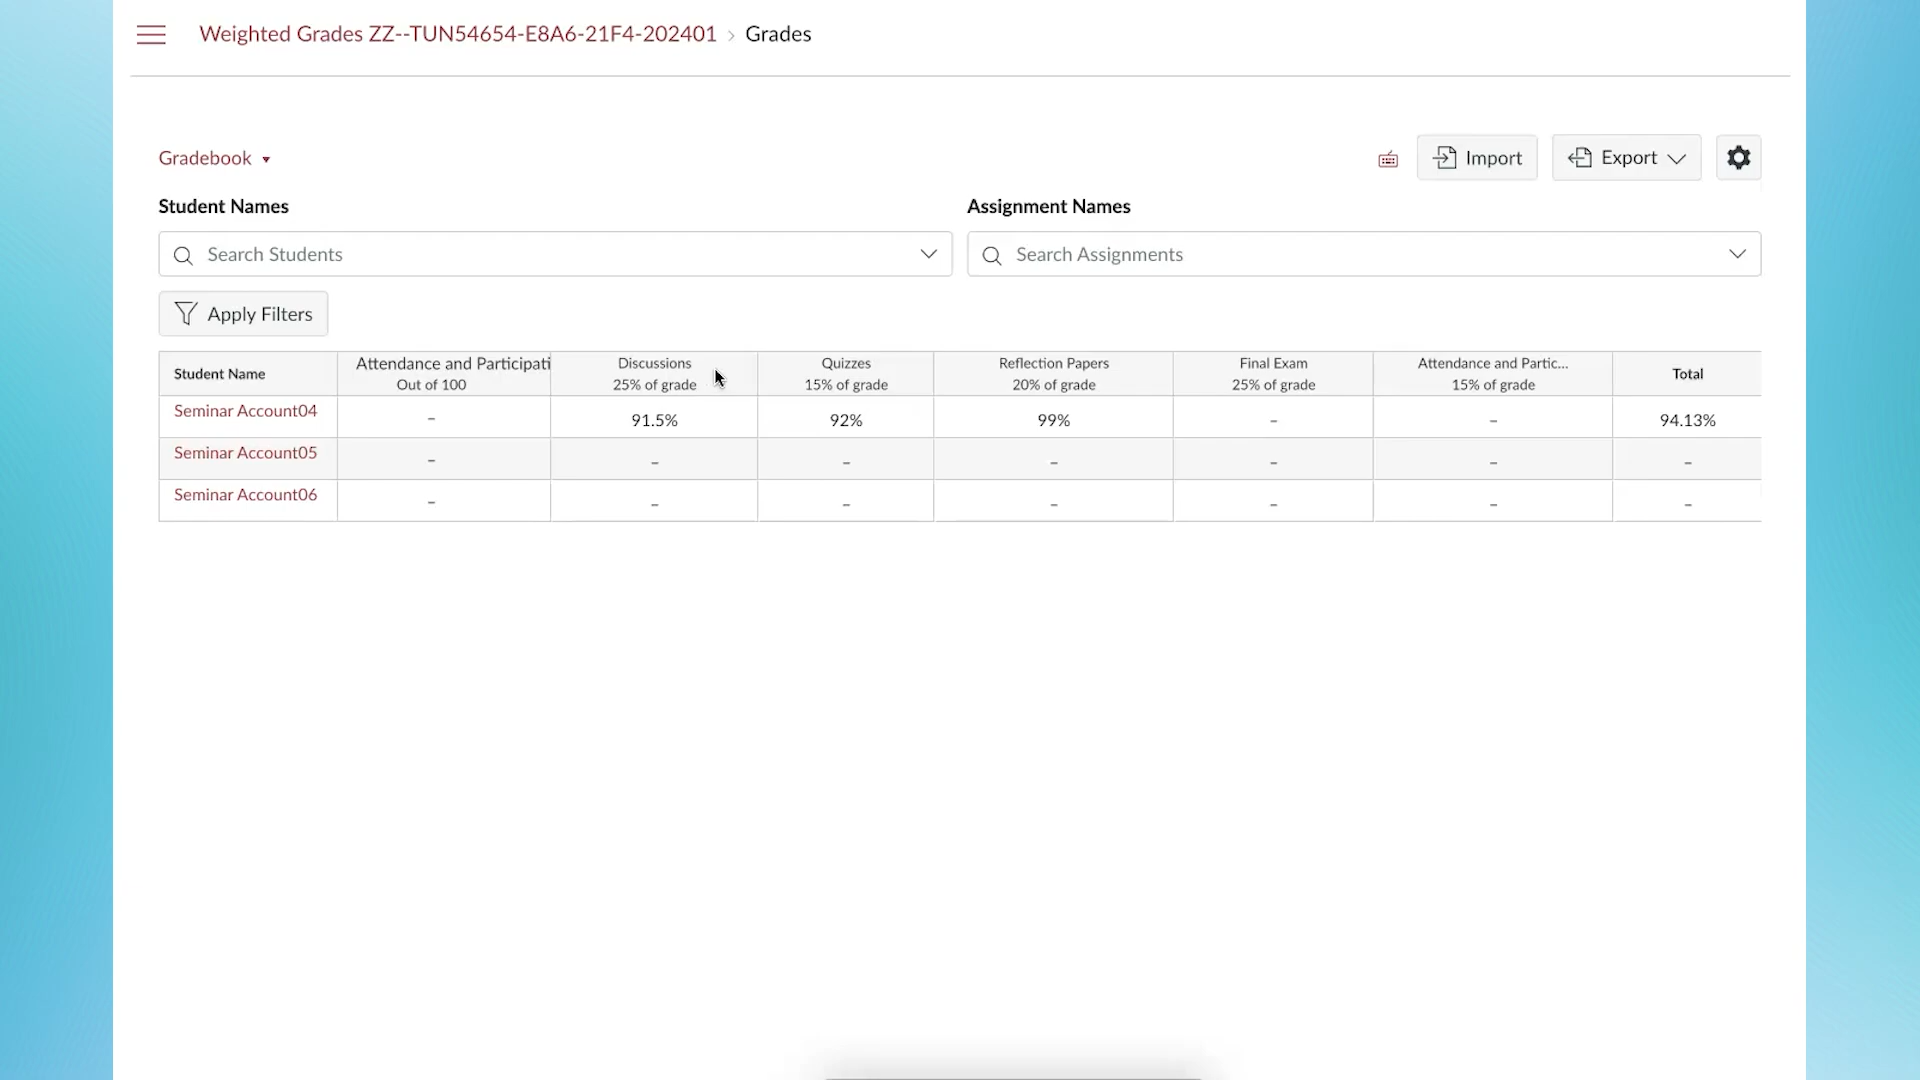 Weighted Grades ZZ--TUN54654-E8A6-21F4-202401 › Grades
Gradebook
Import
Export
Student Names
Assignment Names
Search Students
Search Assignments
Apply Filters
Student Name
Attendance and Participati
Out of 100
Discussions
25% of grade
Quizzes
15% of grade
Reflection Papers
20% of grade
Final Exam
25% of grade
Attendance and Partic...
15% of grade
Total
Seminar Account04 – 91.5% 92% 99% – – 94.13%
Seminar Account05 – – – – – – –
Seminar Account06 – – – – – – –